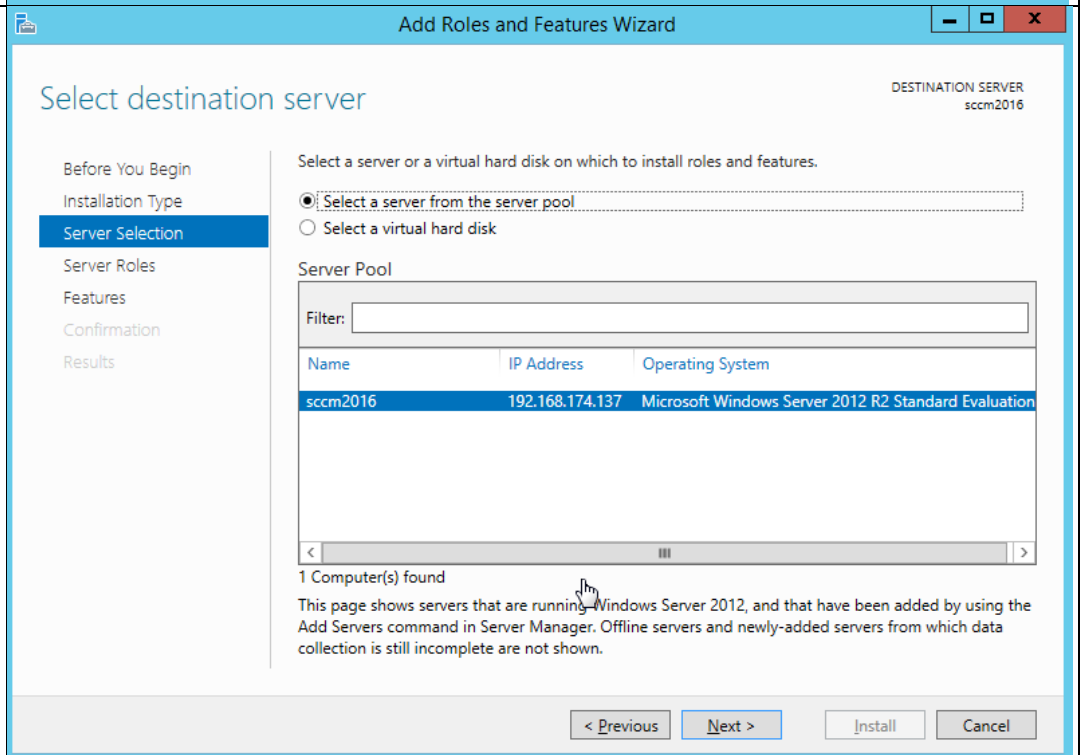 Add Roles and Features Wizard
X
Select destination server
DESTINATION SERVER
sccm2016
Before You Begin
Installation Type
Server Selection
Server Roles
Features
Confirmation
Results
Select a server or a virtual hard disk on which to install roles and features.
Select a server from the server pool
Select a virtual hard disk
Server Pool
Filter:
Name IP Address Operating System
sccm2016 192.168.174.137 Microsoft Windows Server 2012 R2 Standard Evaluation
1 Computer(s) found
This page shows servers that are running Windows Server 2012, and that have been added by using the
Add Servers command in Server Manager. Offline servers and newly-added servers from which data
collection is still incomplete are not shown.
< Previous Next > Install Cancel